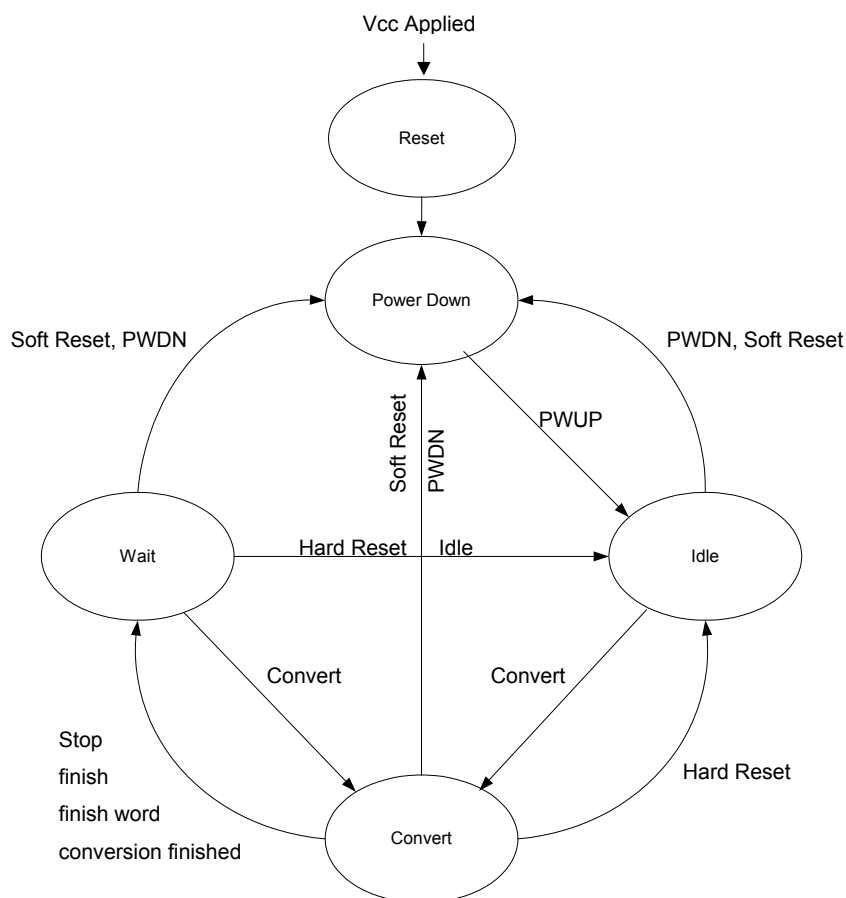 Vcc Applied
Reset
Power Down
Soft Reset, PWDN
PWDN, Soft Reset
Soft Reset
PWDN
PWUP
Wait
Hard Reset
Idle
Idle
Convert
Convert
Stop
finish
finish word
conversion finished
Hard Reset
Convert